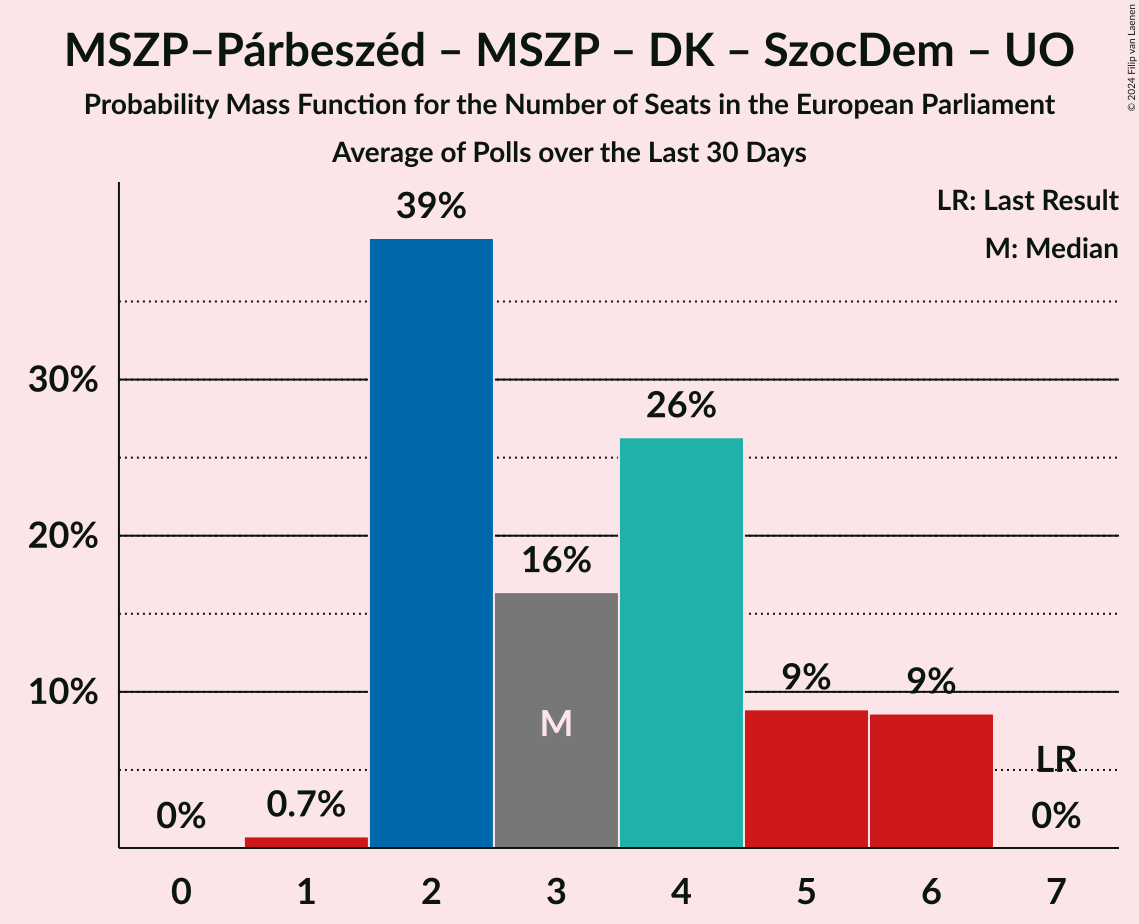 MSZP–Párbeszéd – MSZP – DK – SzocDem – UO
Probability Mass Function for the Number of Seats in the European Parliament
Average of Polls over the Last 30 Days
© 2024 Filip van Laenen
LR: Last Result
M: Median
39%
30%
26%
20%
16%
10%
9%
9%
M
LR
0%
0.7%
0%
0
1
2
3
4
5
6
7